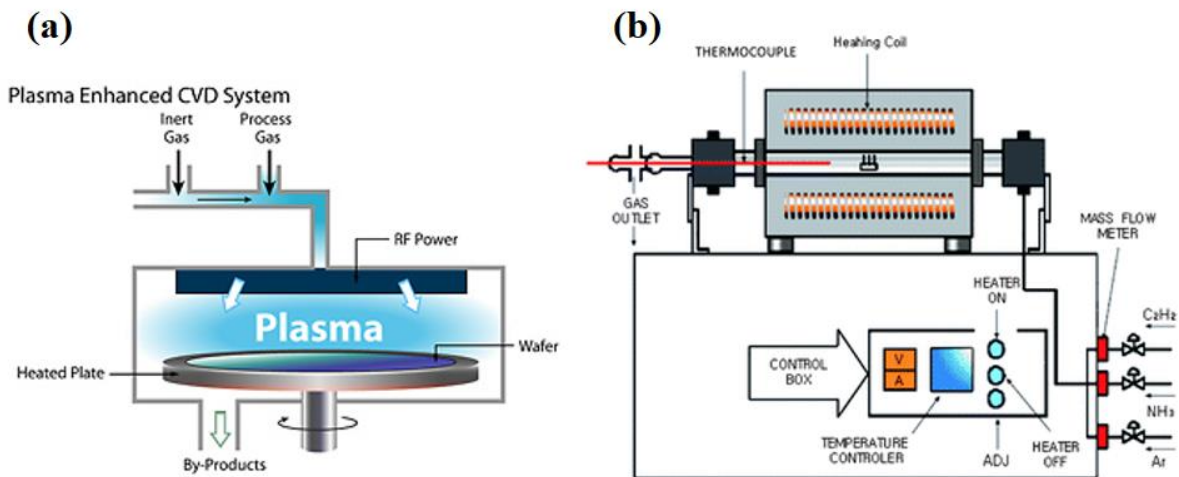 (a)
Plasma Enhanced CVD System
Inert
Gas
Process
Gas
RF Power
Plasma
Wafer
Heated Plate
By-Products
(b)
Heahing Coil
THERMOCOUPLE
GAS
OUTLET
MASS FLOW
METER
HEATER
ON
C₂H₂
CONTROL
BOX
V
A
NH₃
TEMPERATURE
CONTROLER
ADJ
HEATER
OFF
Ar